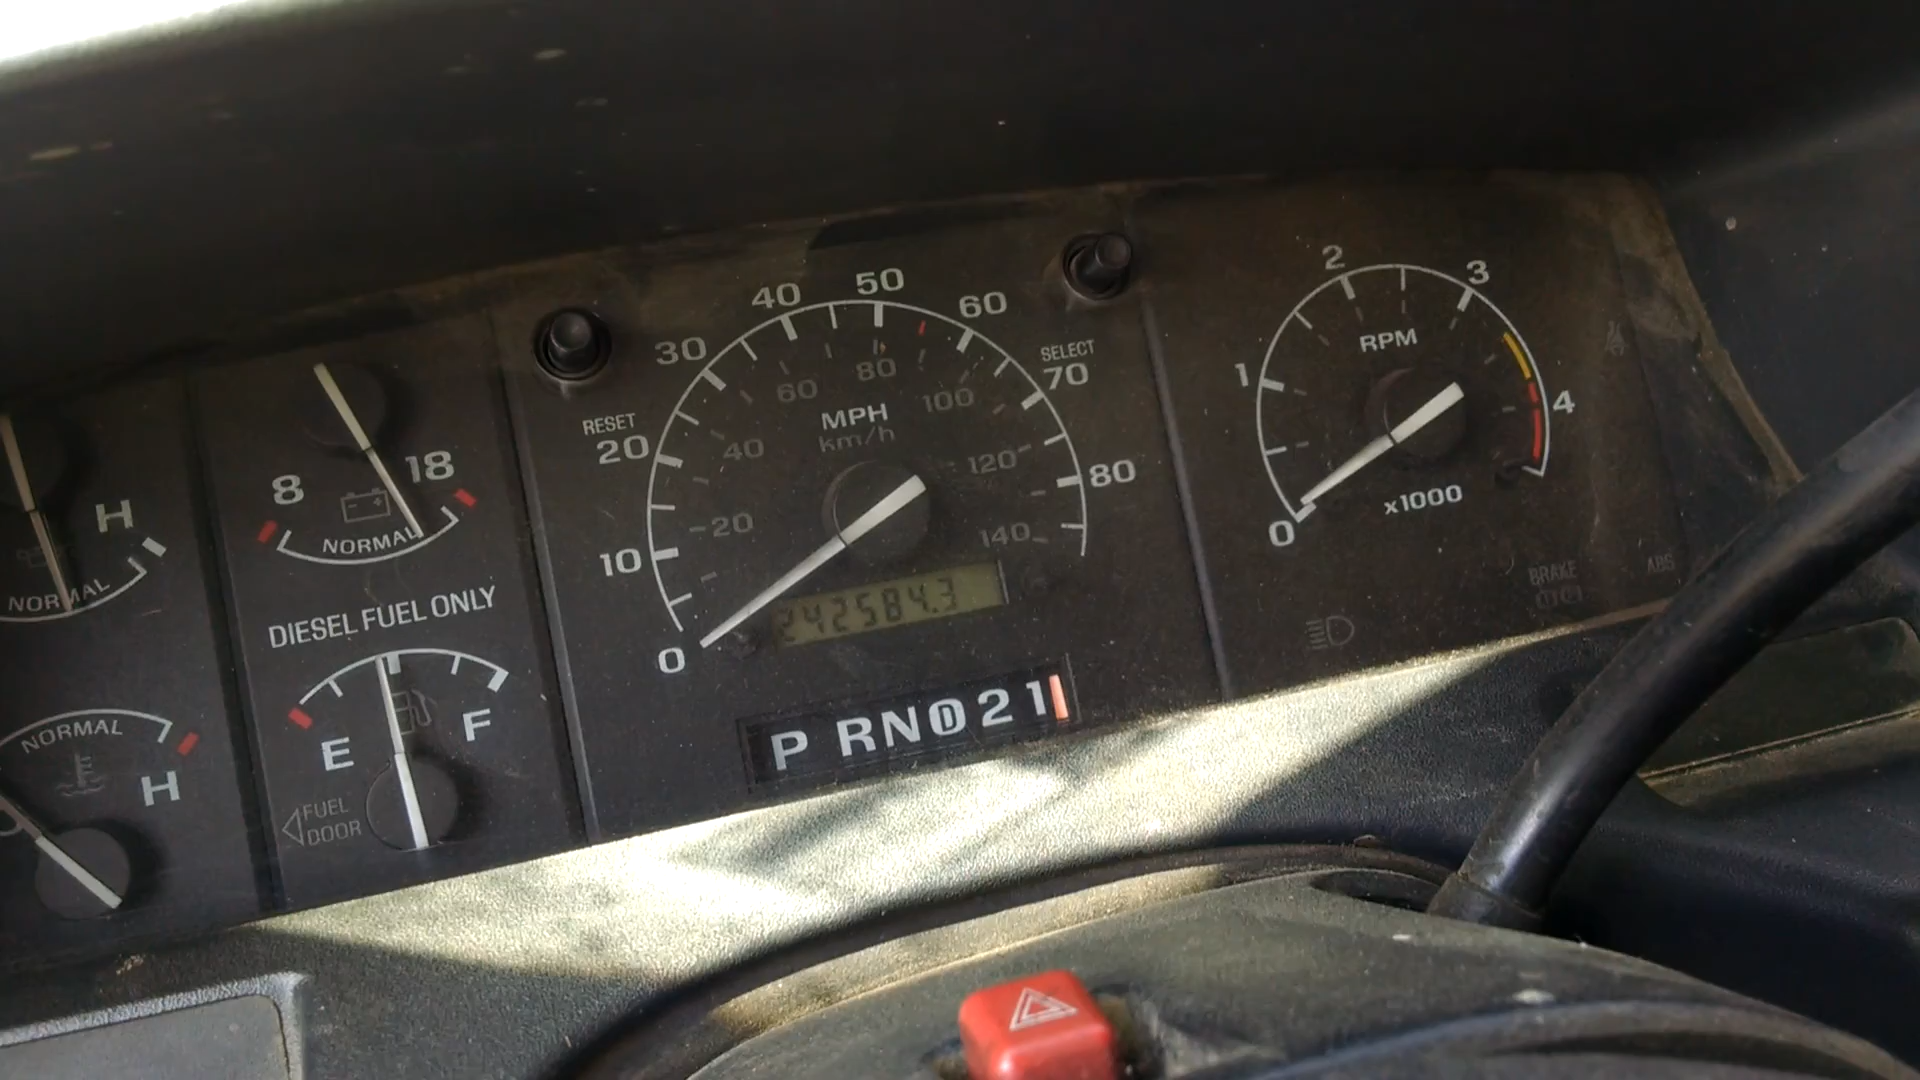 H
NORMAL
NORMAL
H
8
18
NORMAL
DIESEL FUEL ONLY
E
F
FUEL
DOOR
RESET
SELECT
0
10
20
30
40
50
60
70
80
20
40
60
80
100
120
140
MPH
km/h
242584.3
P RN D 2 1
0
1
2
3
4
RPM
x1000
BRAKE
ABS